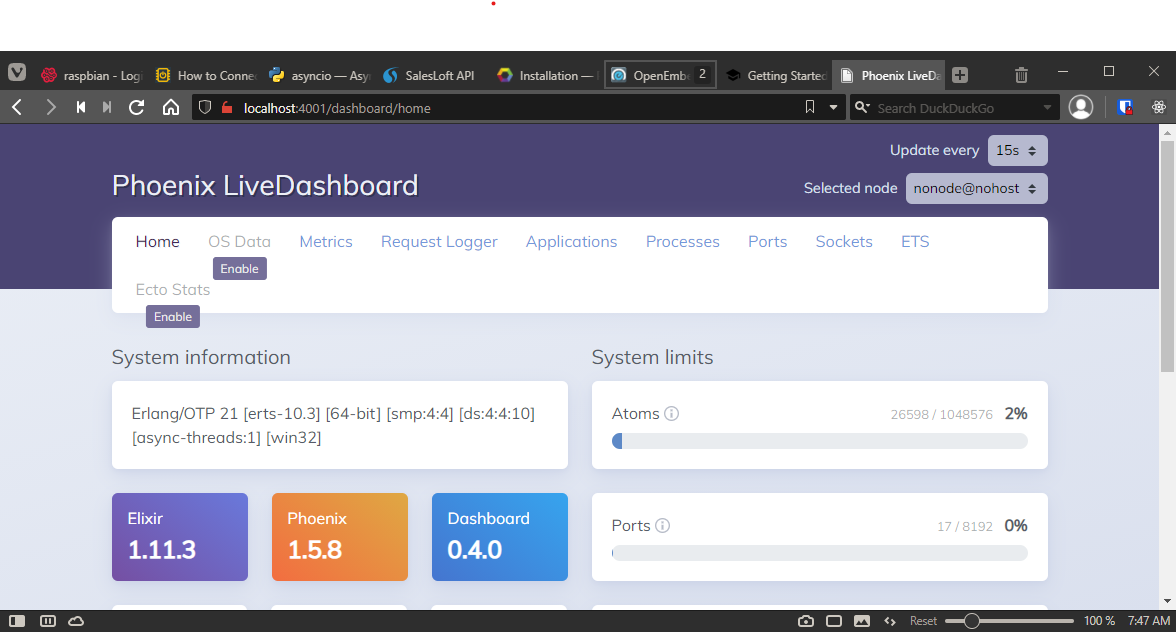 raspbian - Logi
How to Conne
asyncio — Asy
SalesLoft API
Installation —
OpenEmbe 2
Getting Started
Phoenix LiveDa
localhost:4001/dashboard/home
Search DuckDuckGo
Update every 15s
Phoenix LiveDashboard
Selected node nonode@nohost
Home OS Data Metrics Request Logger Applications Processes Ports Sockets ETS
Enable
Ecto Stats
Enable
System information
Erlang/OTP 21 [erts-10.3] [64-bit] [smp:4:4] [ds:4:4:10]
[async-threads:1] [win32]
Elixir
1.11.3
Phoenix
1.5.8
Dashboard
0.4.0
System limits
Atoms 26598 / 1048576 2%
Ports 17 / 8192 0%
Reset 100 % 7:47 AM